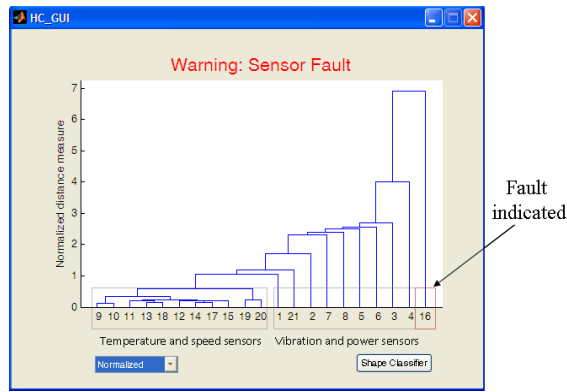 HC_GUI
Warning: Sensor Fault
Normalized distance measure
7
6
5
4
3
2
1
0
9 10 11 13 18 12 14 17 15 19 20 1 21 2 7 8 5 6 3 4 16
Temperature and speed sensors Vibration and power sensors
Normalized
Shape Classifier
Fault
indicated